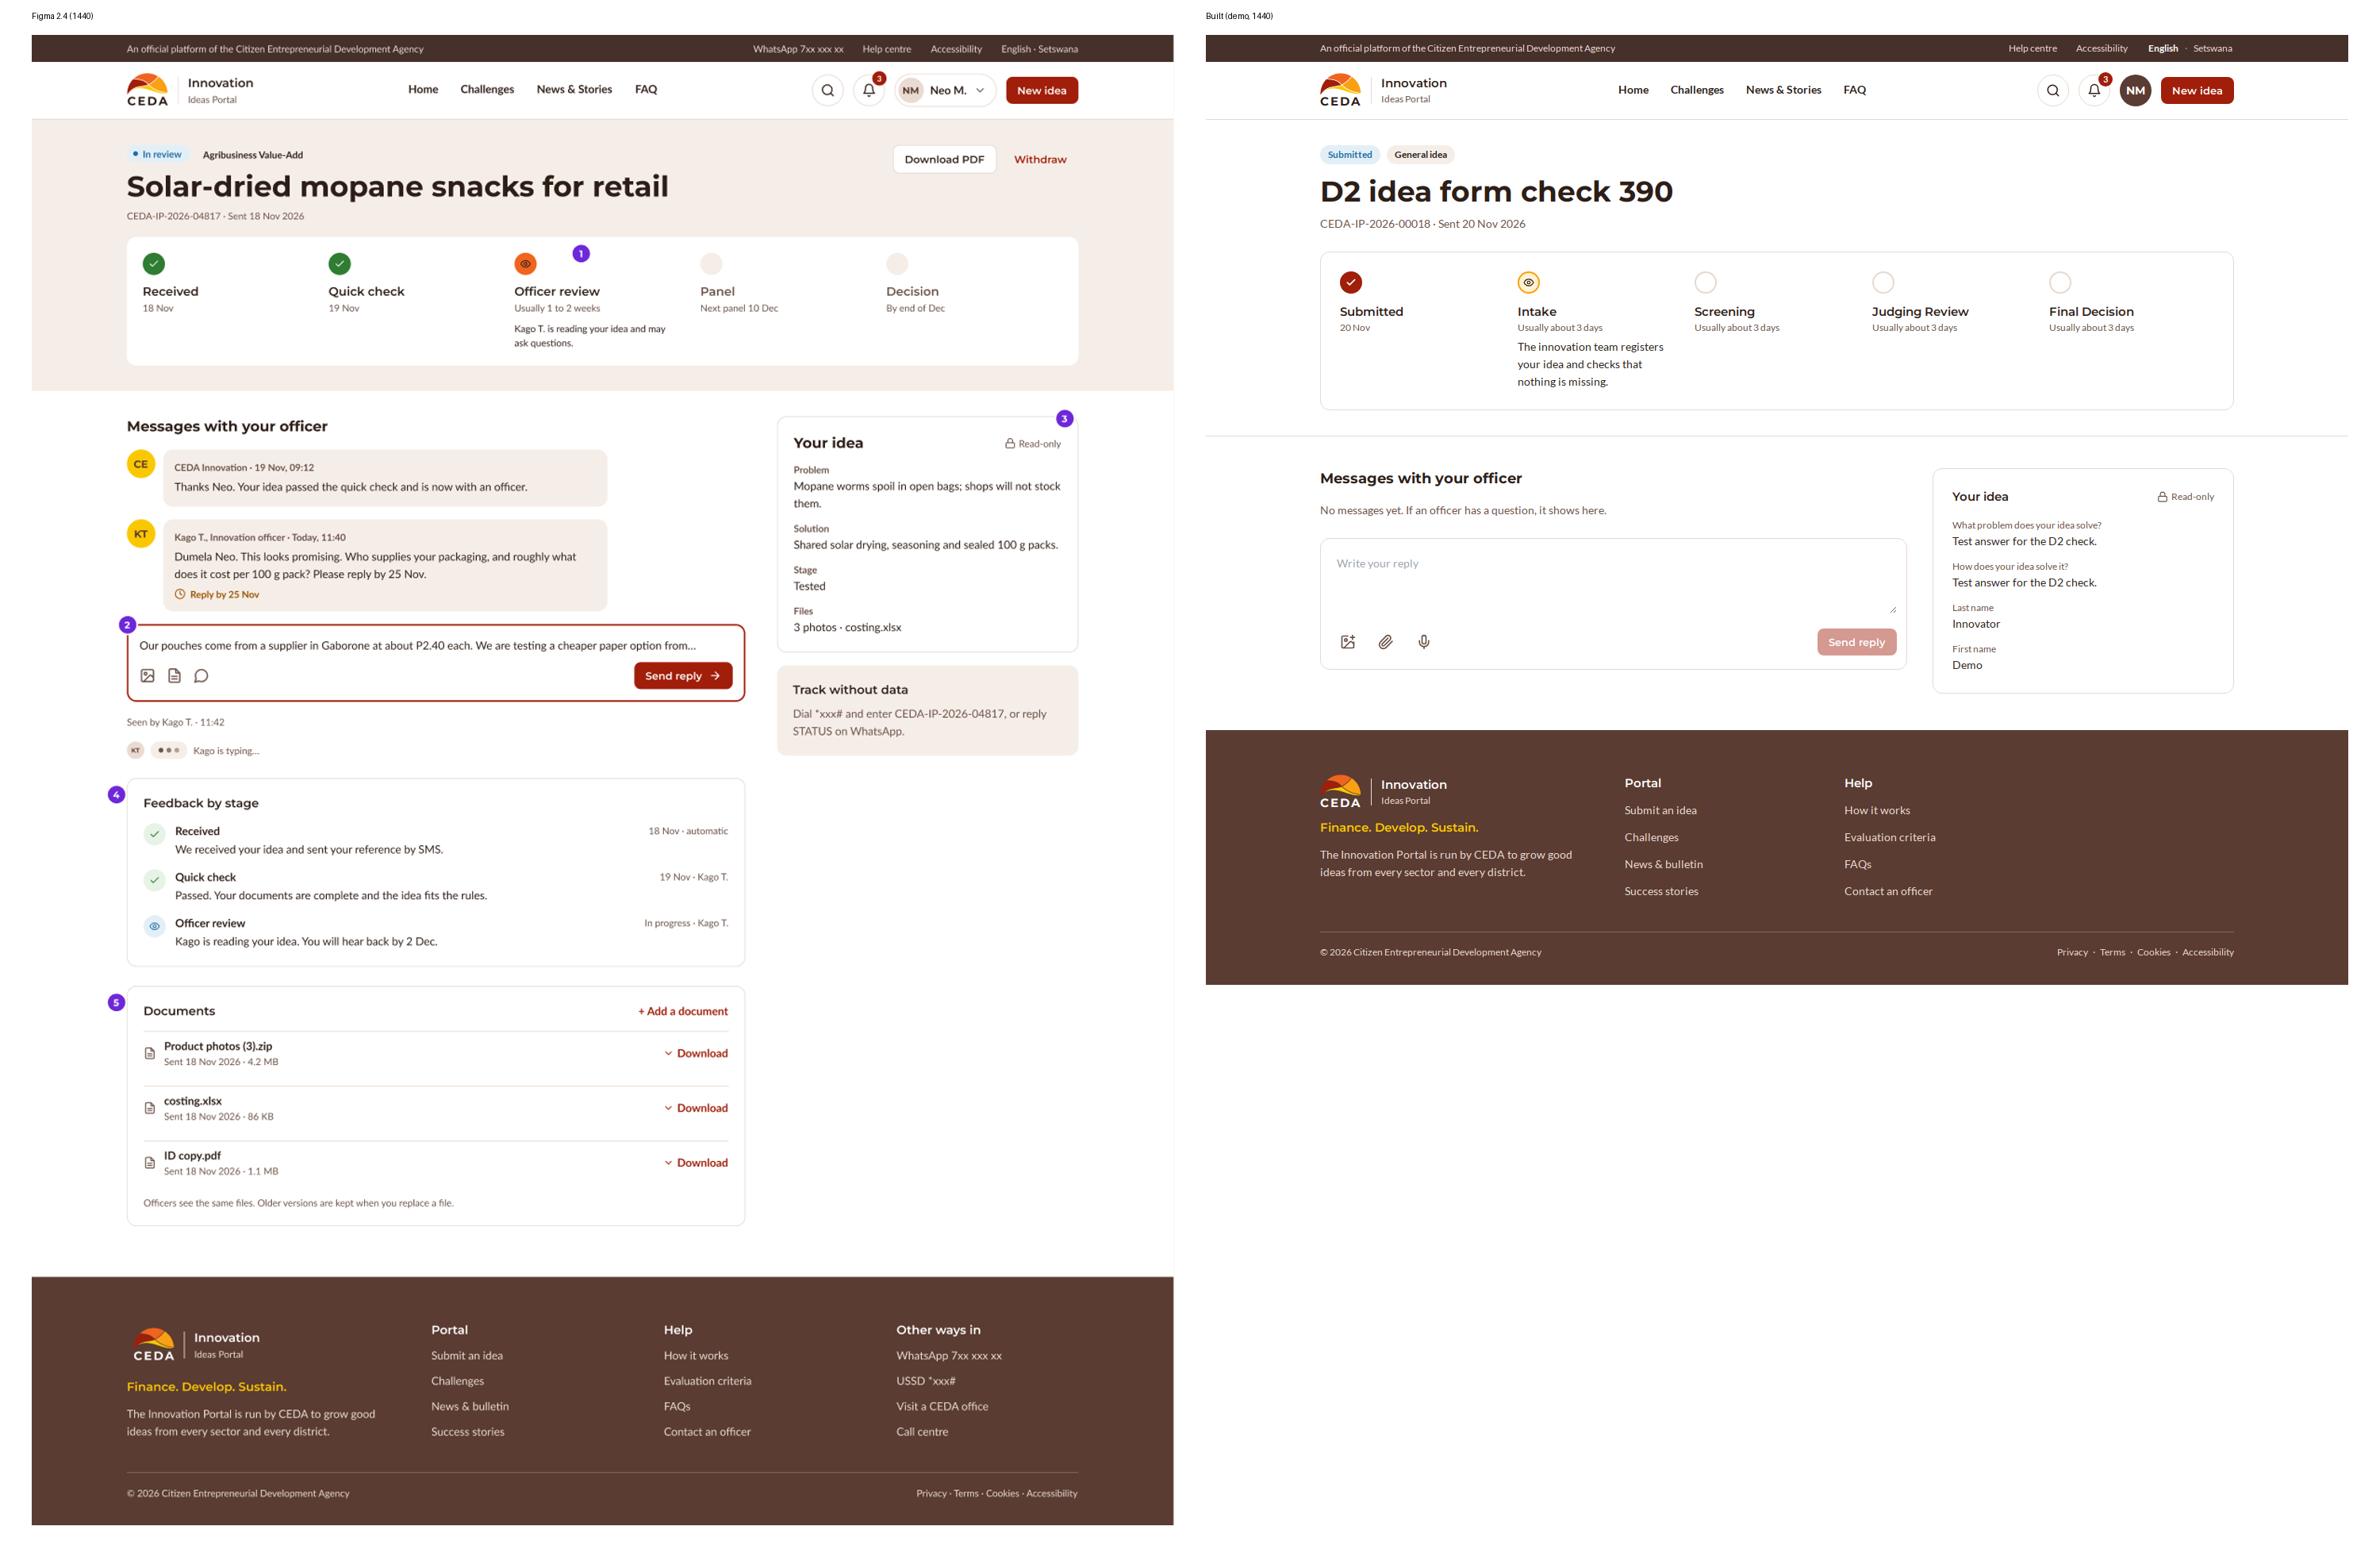 Figma 2.4 (1440)
An official platform of the Citizen Entrepreneurial Development Agency
WhatsApp 7xx xxx xx
Help centre
Accessibility
English · Setswana
CEDA
Innovation
Ideas Portal
Home
Challenges
News & Stories
FAQ
3
NM
Neo M.
New idea
In review
Agribusiness Value-Add
Download PDF
Withdraw
Solar-dried mopane snacks for retail
CEDA-IP-2026-04817 · Sent 18 Nov 2026
1
Received
18 Nov
Quick check
19 Nov
Officer review
Usually 1 to 2 weeks
Kago T. is reading your idea and may
ask questions.
Panel
Next panel 10 Dec
Decision
By end of Dec
Messages with your officer
CE
CEDA Innovation · 19 Nov, 09:12
Thanks Neo. Your idea passed the quick check and is now with an officer.
KT
Kago T., Innovation officer · Today, 11:40
Dumela Neo. This looks promising. Who supplies your packaging, and roughly what
does it cost per 100 g pack? Please reply by 25 Nov.
Reply by 25 Nov
2
Our pouches come from a supplier in Gaborone at about P2.40 each. We are testing a cheaper paper option from...
Send reply
Seen by Kago T. · 11:42
KT
Kago is typing...
3
Your idea
Read-only
Problem
Mopane worms spoil in open bags; shops will not stock
them.
Solution
Shared solar drying, seasoning and sealed 100 g packs.
Stage
Tested
Files
3 photos · costing.xlsx
Track without data
Dial *xxx# and enter CEDA-IP-2026-04817, or reply
STATUS on WhatsApp.
4
Feedback by stage
Received
18 Nov · automatic
We received your idea and sent your reference by SMS.
Quick check
19 Nov · Kago T.
Passed. Your documents are complete and the idea fits the rules.
Officer review
In progress · Kago T.
Kago is reading your idea. You will hear back by 2 Dec.
5
Documents
+ Add a document
Product photos (3).zip
Sent 18 Nov 2026 · 4.2 MB
Download
costing.xlsx
Sent 18 Nov 2026 · 86 KB
Download
ID copy.pdf
Sent 18 Nov 2026 · 1.1 MB
Download
Officers see the same files. Older versions are kept when you replace a file.
CEDA
Innovation
Ideas Portal
Finance. Develop. Sustain.
The Innovation Portal is run by CEDA to grow good
ideas from every sector and every district.
Portal
Submit an idea
Challenges
News & bulletin
Success stories
Help
How it works
Evaluation criteria
FAQs
Contact an officer
Other ways in
WhatsApp 7xx xxx xx
USSD *xxx#
Visit a CEDA office
Call centre
© 2026 Citizen Entrepreneurial Development Agency
Privacy · Terms · Cookies · Accessibility
Built (demo, 1440)
An official platform of the Citizen Entrepreneurial Development Agency
Help centre
Accessibility
English · Setswana
CEDA
Innovation
Ideas Portal
Home
Challenges
News & Stories
FAQ
3
NM
New idea
Submitted
General idea
D2 idea form check 390
CEDA-IP-2026-00018 · Sent 20 Nov 2026
Submitted
20 Nov
Intake
Usually about 3 days
The innovation team registers
your idea and checks that
nothing is missing.
Screening
Usually about 3 days
Judging Review
Usually about 3 days
Final Decision
Usually about 3 days
Messages with your officer
No messages yet. If an officer has a question, it shows here.
Write your reply
Send reply
Your idea
Read-only
What problem does your idea solve?
Test answer for the D2 check.
How does your idea solve it?
Test answer for the D2 check.
Last name
Innovator
First name
Demo
CEDA
Innovation
Ideas Portal
Finance. Develop. Sustain.
The Innovation Portal is run by CEDA to grow good
ideas from every sector and every district.
Portal
Submit an idea
Challenges
News & bulletin
Success stories
Help
How it works
Evaluation criteria
FAQs
Contact an officer
© 2026 Citizen Entrepreneurial Development Agency
Privacy · Terms · Cookies · Accessibility